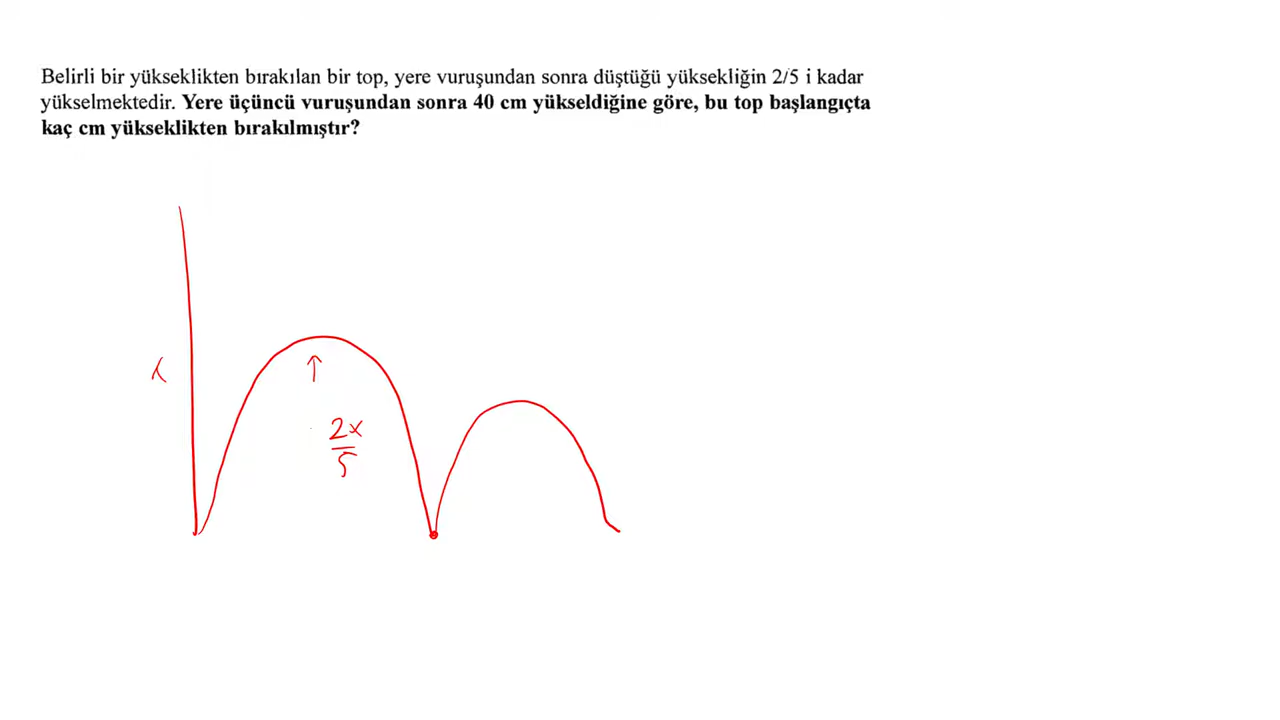 Belirli bir yükseklikten bırakılan bir top, yere vuruşundan sonra düştüğü yüksekliğin 2/5 i kadar
yükselmektedir. Yere üçüncü vuruşundan sonra 40 cm yükseldiğine göre, bu top başlangıçta
kaç cm yükseklikten bırakılmıştır?
2x
5